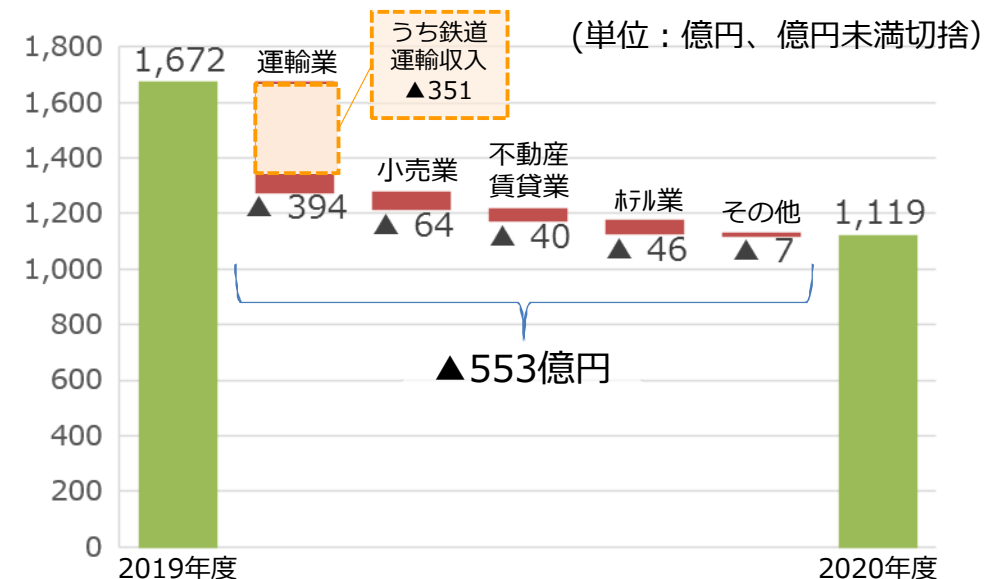 (単位：億円、億円未満切捨)
1,800
1,600
1,400
1,200
1,000
800
600
400
200
0
1,672
運輸業
うち鉄道
運輸収入
▲351
▲ 394
小売業
▲ 64
不動産
賃貸業
▲ 40
ﾎﾃﾙ業
▲ 46
その他
▲ 7
1,119
▲553億円
2019年度
2020年度